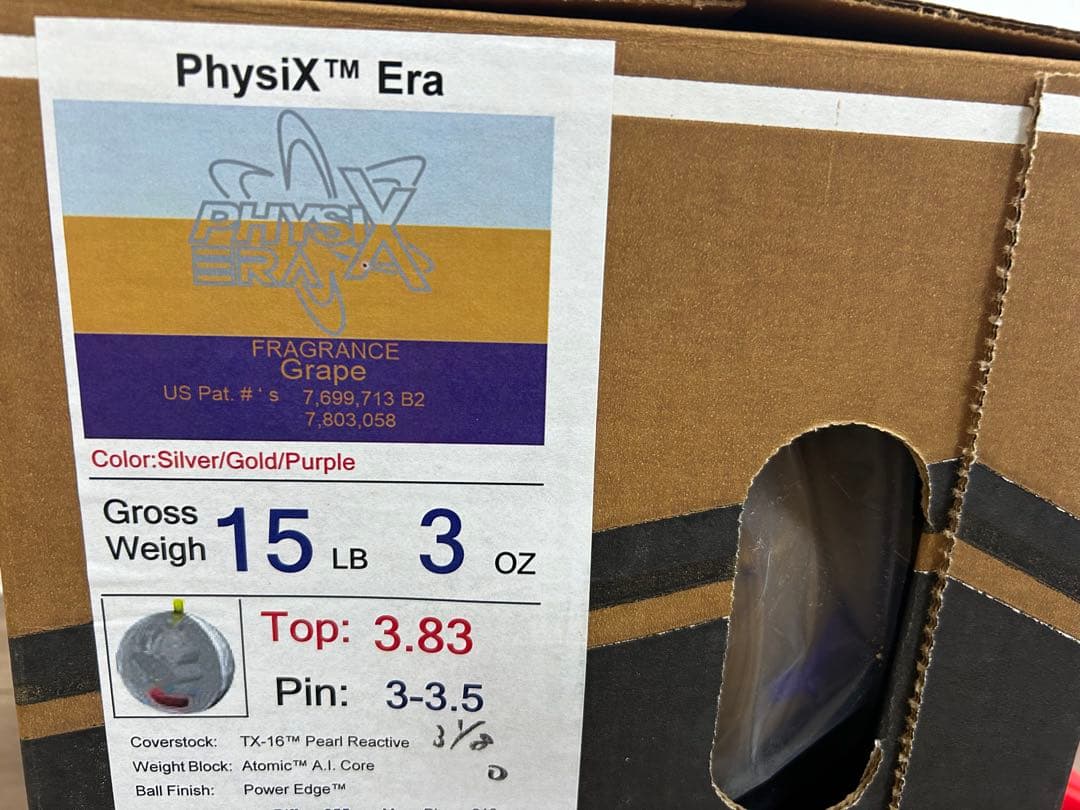 PhysiX™ Era
PHYSIX
ERA
FRAGRANCE
Grape
US Pat. # ' s 7,699,713 B2
7,803,058
Color:Silver/Gold/Purple
Gross
Weigh 15 LB 3 OZ
Top: 3.83
Pin: 3-3.5
3 1/8
Coverstock: TX-16™ Pearl Reactive
Weight Block: Atomic™ A.I. Core
Ball Finish: Power Edge™